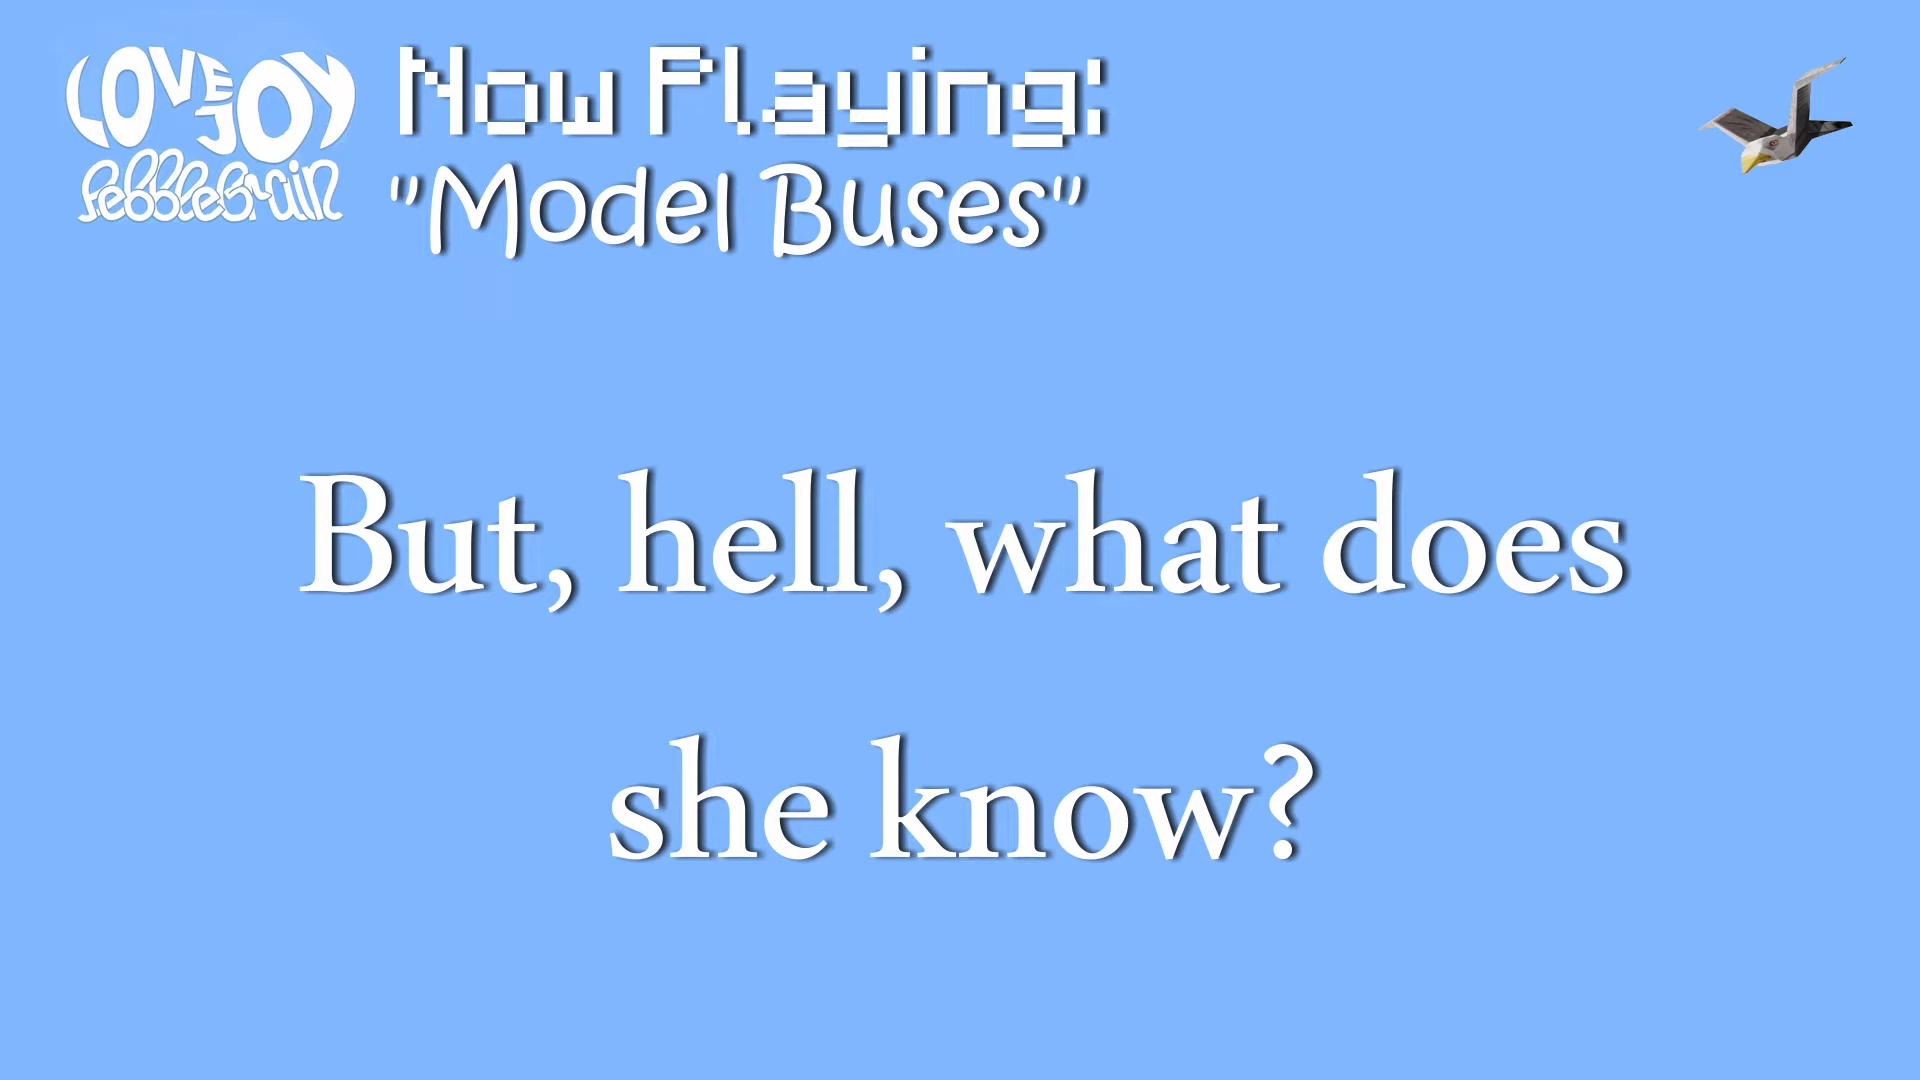 LOVEJOY
PebbleBrain
Now Playing:
"Model Buses"
But, hell, what does
she know?